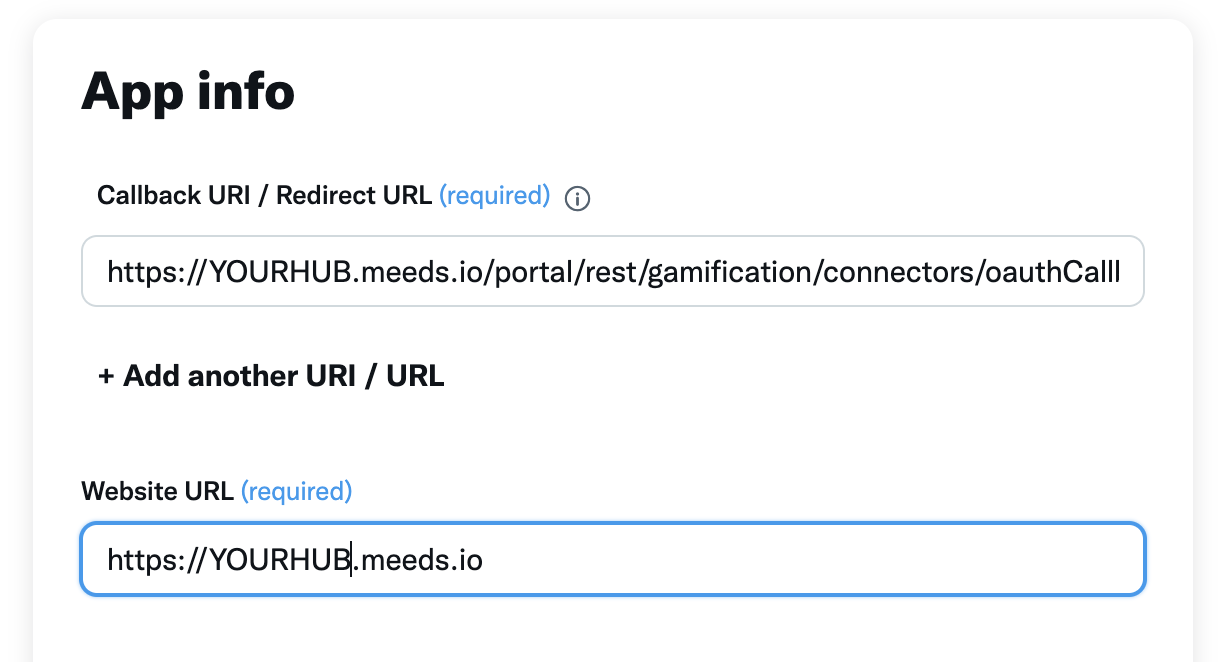 App info
Callback URI / Redirect URL (required)
https://YOURHUB.meeds.io/portal/rest/gamification/connectors/oauthCalll
+ Add another URI / URL
Website URL (required)
https://YOURHUB.meeds.io